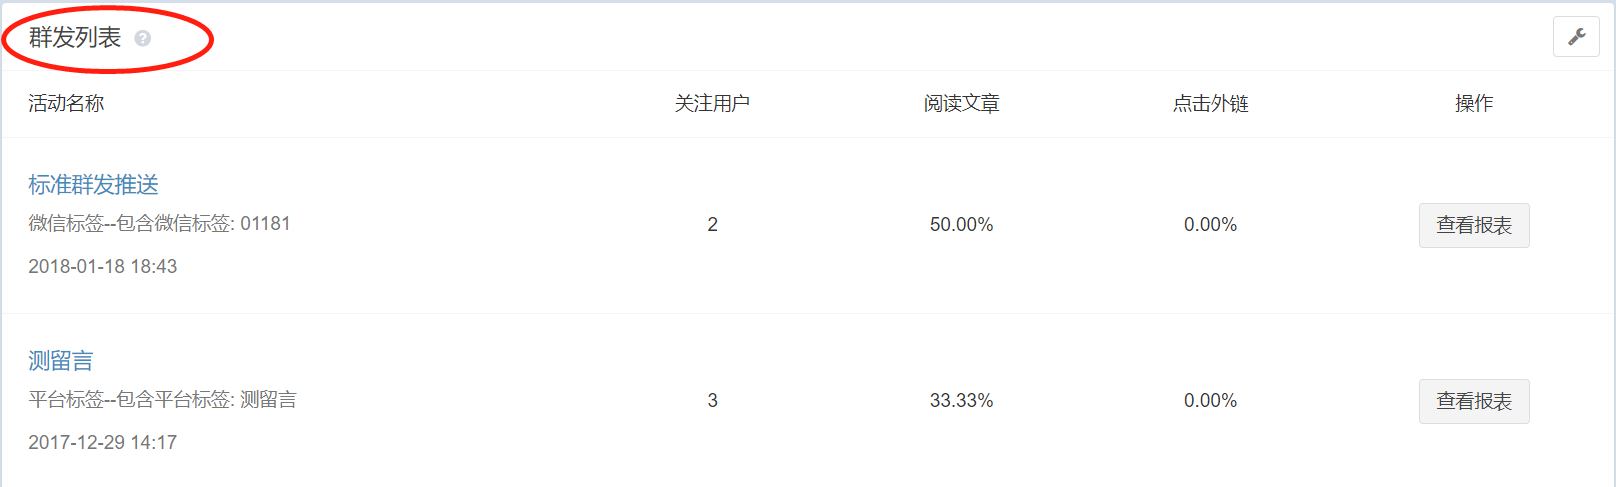 群发列表 ?
活动名称 关注用户 阅读文章 点击外链 操作
标准群发推送
微信标签--包含微信标签: 01181
2 50.00% 0.00% 查看报表
2018-01-18 18:43
测留言
平台标签--包含平台标签: 测留言
3 33.33% 0.00% 查看报表
2017-12-29 14:17